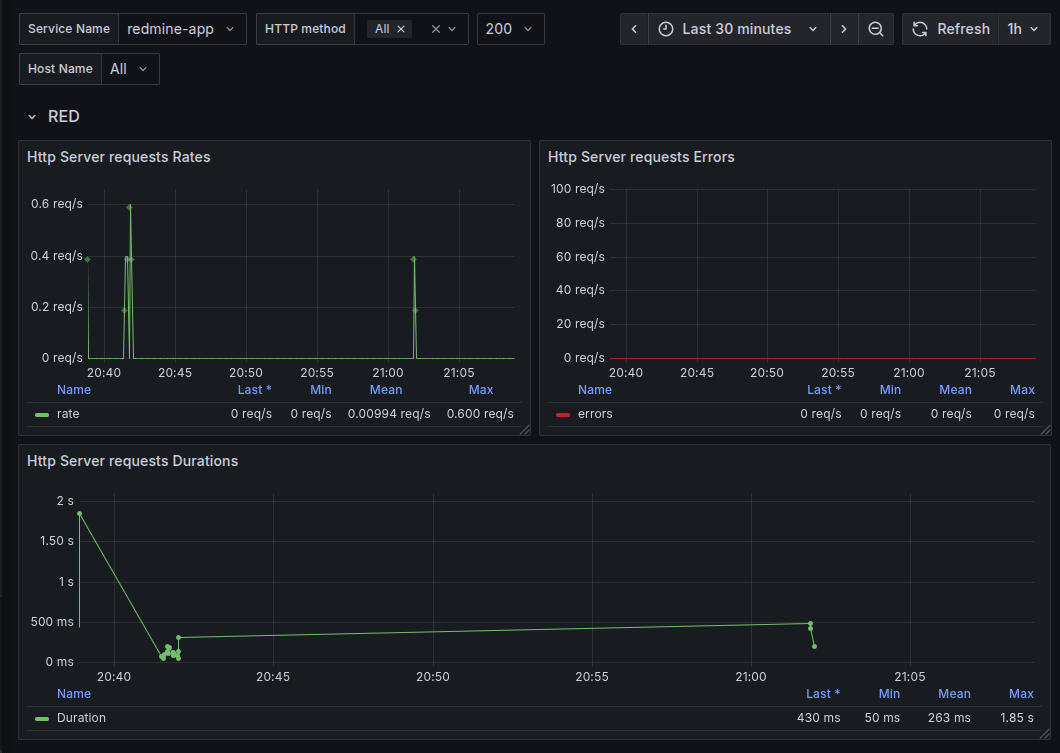 Service Name redmine-app HTTP method All 200 Last 30 minutes Refresh 1h
Host Name All
RED
Http Server requests Rates
0.6 req/s
0.4 req/s
0.2 req/s
0 req/s
20:40 20:45 20:50 20:55 21:00 21:05
Name Last * Min Mean Max
rate 0 req/s 0 req/s 0.00994 req/s 0.600 req/s
Http Server requests Errors
100 req/s
80 req/s
60 req/s
40 req/s
20 req/s
0 req/s
20:40 20:45 20:50 20:55 21:00 21:05
Name Last * Min Mean Max
errors 0 req/s 0 req/s 0 req/s 0 req/s
Http Server requests Durations
2 s
1.50 s
1 s
500 ms
0 ms
20:40 20:45 20:50 20:55 21:00 21:05
Name Last * Min Mean Max
Duration 430 ms 50 ms 263 ms 1.85 s